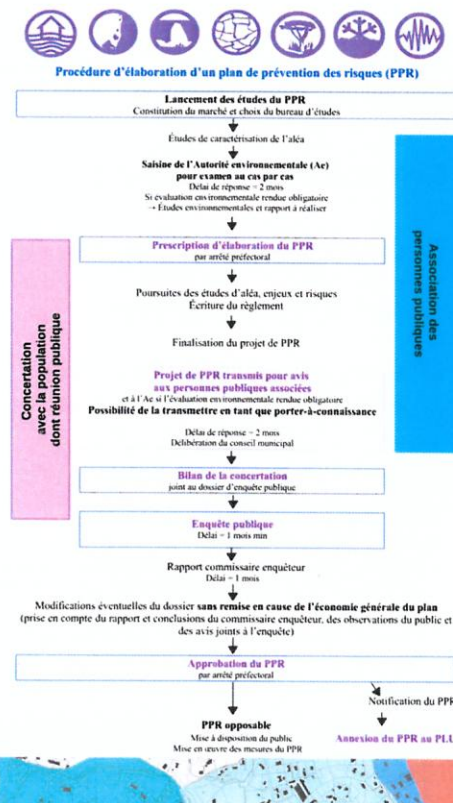 Procédure d'élaboration d'un plan de prévention des risques (PPR)
Lancement des études du PPR
Constitution du marché et choix du bureau d'études
Études de caractérisation de l'aléa
Saisine de l'Autorité environnementale (Ae)
pour examen au cas par cas
Délai de réponse = 2 mois
Si évaluation environnementale rendue obligatoire
→ Études environnementales et rapport à réaliser
Prescription d'élaboration du PPR
par arrêté préfectoral
Poursuites des études d'aléa, enjeux et risques
Écriture du règlement
Finalisation du projet de PPR
Projet de PPR transmis pour avis
aux personnes publiques associées
et à l'Ae si l'évaluation environnementale rendue obligatoire
Possibilité de la transmettre en tant que porter-à-connaissance
Délai de réponse = 2 mois
Délibération du conseil municipal
Bilan de la concertation
joint au dossier d'enquête publique
Enquête publique
Délai = 1 mois min
Rapport commissaire enquêteur
Délai = 1 mois
Modifications éventuelles du dossier sans remise en cause de l'économie générale du plan
(prise en compte du rapport et conclusions du commissaire enquêteur, des observations du public et
des avis joints à l'enquête)
Approbation du PPR
par arrêté préfectoral
Notification du PPR
PPR opposable
Mise à disposition du public
Mise en œuvre des mesures du PPR
Annexion du PPR au PLU
Concertation
avec la population
dont réunion publique
Association des
personnes publiques